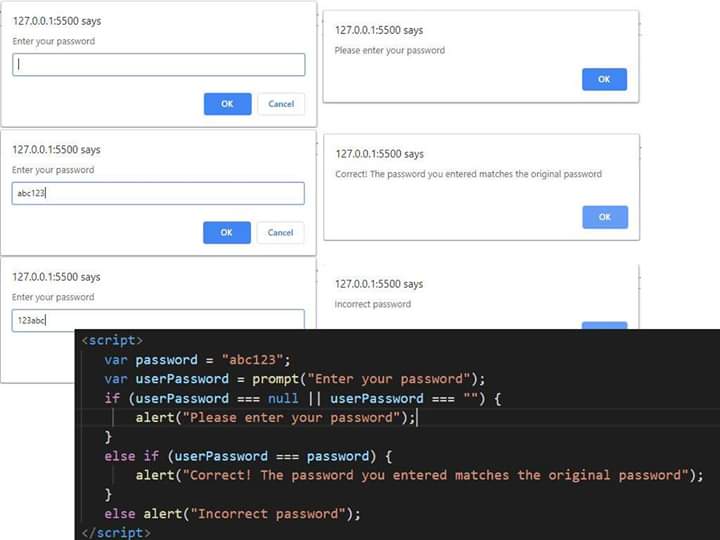 127.0.0.1:5500 says
Enter your password
OK Cancel
127.0.0.1:5500 says
Please enter your password
OK
127.0.0.1:5500 says
Enter your password
abc123
OK Cancel
127.0.0.1:5500 says
Correct! The password you entered matches the original password
OK
127.0.0.1:5500 says
Enter your password
123abc
127.0.0.1:5500 says
Incorrect password
<script>
var password = "abc123";
var userPassword = prompt("Enter your password");
if (userPassword === null || userPassword === "") {
alert("Please enter your password");
}
else if (userPassword === password) {
alert("Correct! The password you entered matches the original password");
}
else alert("Incorrect password");
</script>